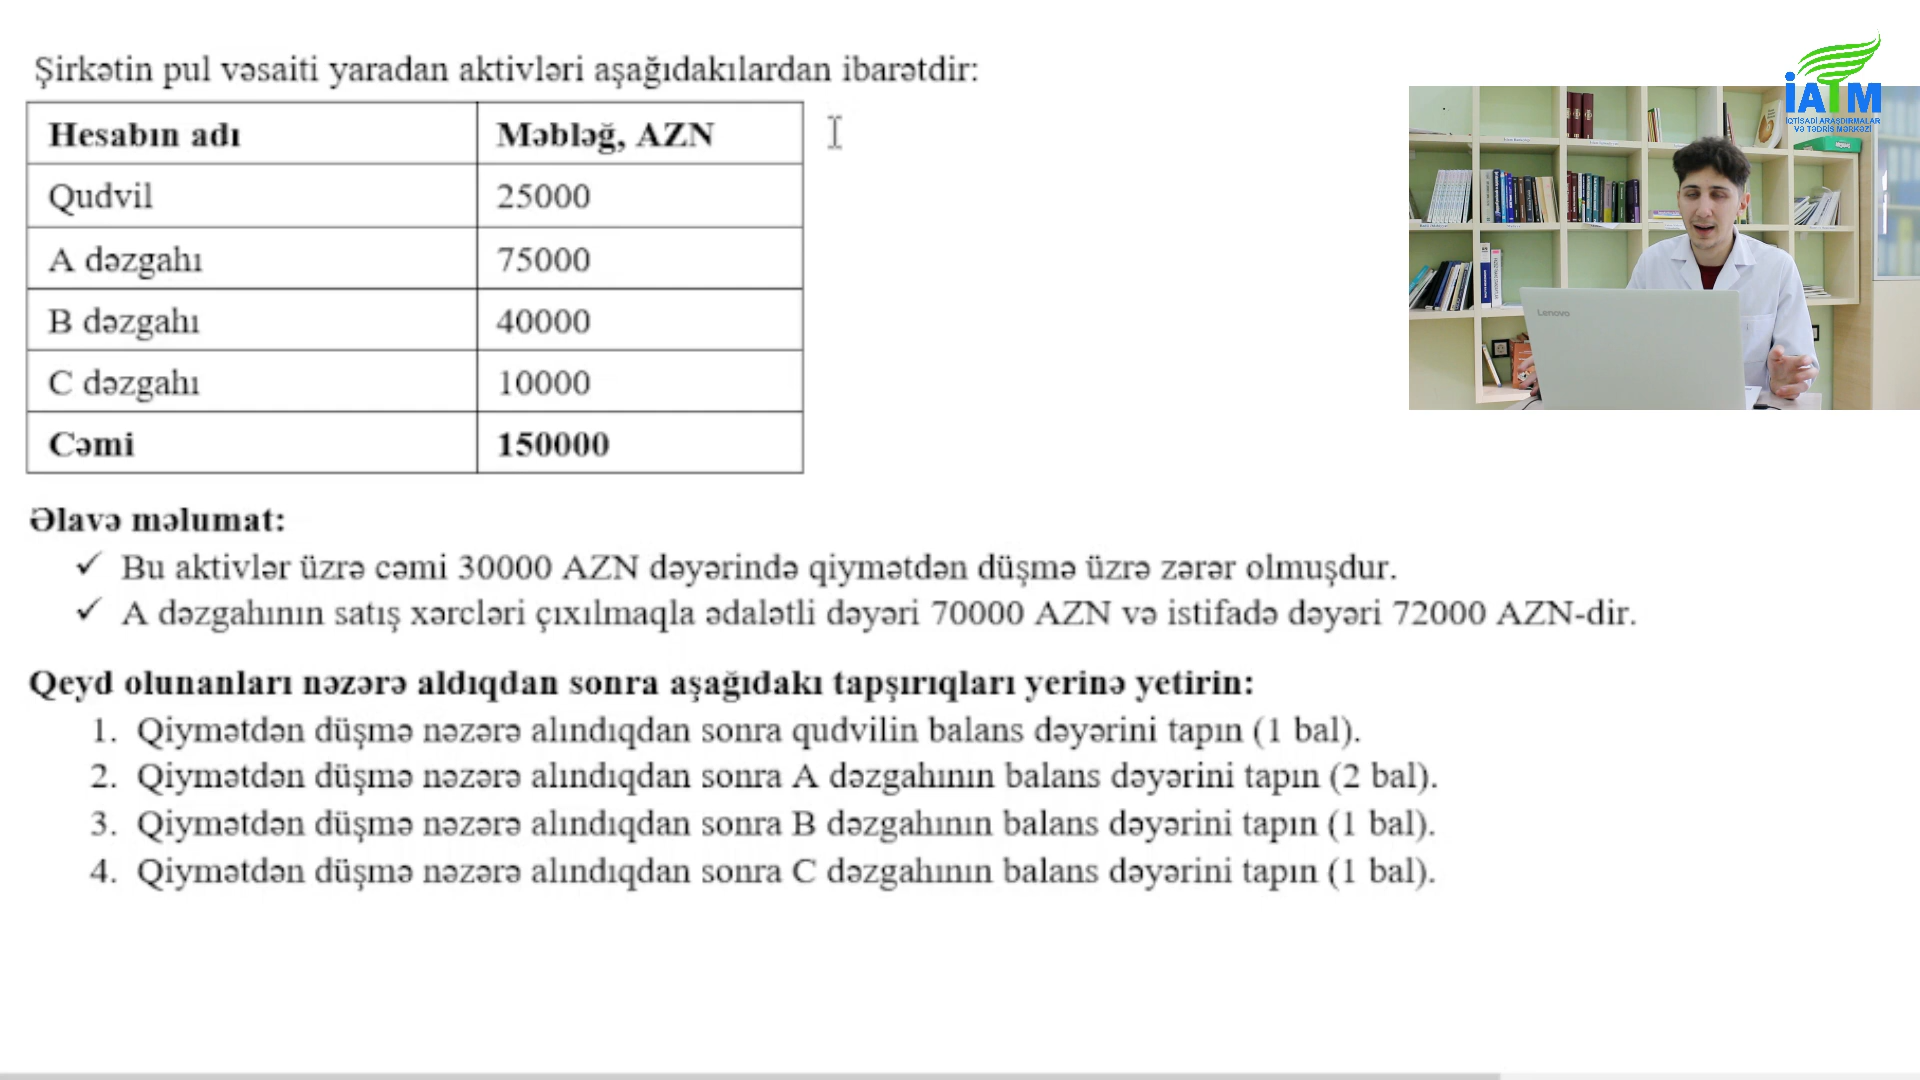 Şirkətin pul vəsaiti yaradan aktivləri aşağıdakılardan ibarətdir:
Hesabın adı Məbləğ, AZN
Qudvil 25000
A dəzgahı 75000
B dəzgahı 40000
C dəzgahı 10000
Cəmi 150000
Əlavə məlumat:
✓ Bu aktivlər üzrə cəmi 30000 AZN dəyərində qiymətdən düşmə üzrə zərər olmuşdur.
✓ A dəzgahının satış xərcləri çıxılmaqla ədalətli dəyəri 70000 AZN və istifadə dəyəri 72000 AZN-dir.
Qeyd olunanları nəzərə aldıqdan sonra aşağıdakı tapşırıqları yerinə yetirin:
1. Qiymətdən düşmə nəzərə alındıqdan sonra qudvilin balans dəyərini tapın (1 bal).
2. Qiymətdən düşmə nəzərə alındıqdan sonra A dəzgahının balans dəyərini tapın (2 bal).
3. Qiymətdən düşmə nəzərə alındıqdan sonra B dəzgahının balans dəyərini tapın (1 bal).
4. Qiymətdən düşmə nəzərə alındıqdan sonra C dəzgahının balans dəyərini tapın (1 bal).
İATM
İQTİSADİ ARAŞDIRMALAR
VƏ TƏDRİS MƏRKƏZİ
Lenovo